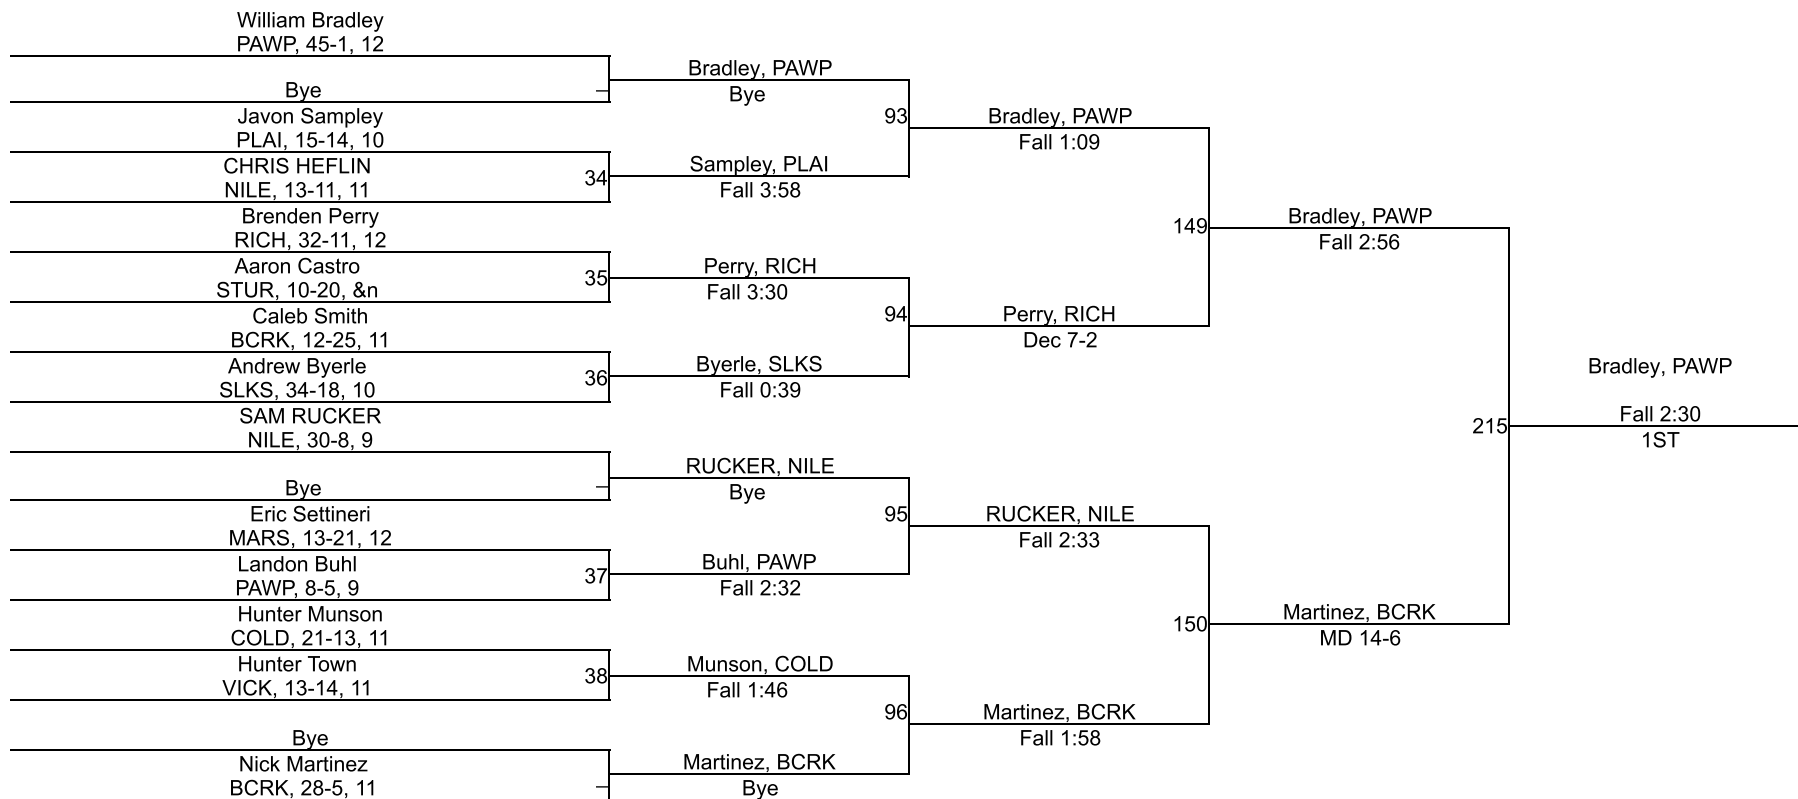 William Bradley
PAWP, 45-1, 12
Bye
Javon Sampley
PLAI, 15-14, 10
CHRIS HEFLIN
NILE, 13-11, 11
34
Brenden Perry
RICH, 32-11, 12
Aaron Castro
STUR, 10-20, &n
35
Caleb Smith
BCRK, 12-25, 11
Andrew Byerle
SLKS, 34-18, 10
36
SAM RUCKER
NILE, 30-8, 9
Bye
Eric Settineri
MARS, 13-21, 12
Landon Buhl
PAWP, 8-5, 9
37
Hunter Munson
COLD, 21-13, 11
Hunter Town
VICK, 13-14, 11
38
Bye
Nick Martinez
BCRK, 28-5, 11
Bradley, PAWP
Bye
93
Sampley, PLAI
Fall 3:58
Perry, RICH
Fall 3:30
94
Byerle, SLKS
Fall 0:39
RUCKER, NILE
Bye
95
Buhl, PAWP
Fall 2:32
Munson, COLD
Fall 1:46
96
Martinez, BCRK
Bye
Bradley, PAWP
Fall 1:09
149
Perry, RICH
Dec 7-2
RUCKER, NILE
Fall 2:33
150
Martinez, BCRK
Fall 1:58
Bradley, PAWP
Fall 2:56
215
Martinez, BCRK
MD 14-6
Bradley, PAWP
Fall 2:30
1ST